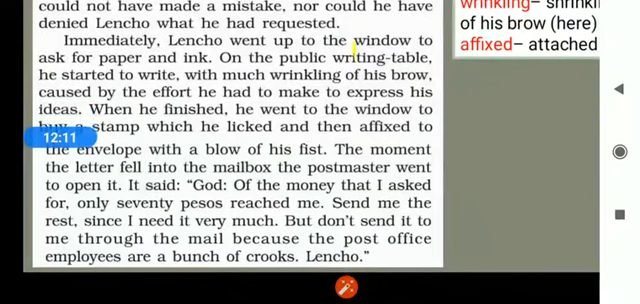 could not have made a mistake, nor could he have
denied Lencho what he had requested.
Immediately, Lencho went up to the window to
ask for paper and ink. On the public writing-table,
he started to write, with much wrinkling of his brow,
caused by the effort he had to make to express his
ideas. When he finished, he went to the window to
buy a stamp which he licked and then affixed to
the envelope with a blow of his fist. The moment
the letter fell into the mailbox the postmaster went
to open it. It said: “God: Of the money that I asked
for, only seventy pesos reached me. Send me the
rest, since I need it very much. But don’t send it to
me through the mail because the post office
employees are a bunch of crooks. Lencho.”
wrinkling– shrinki
of his brow (here)
affixed– attached
12:11